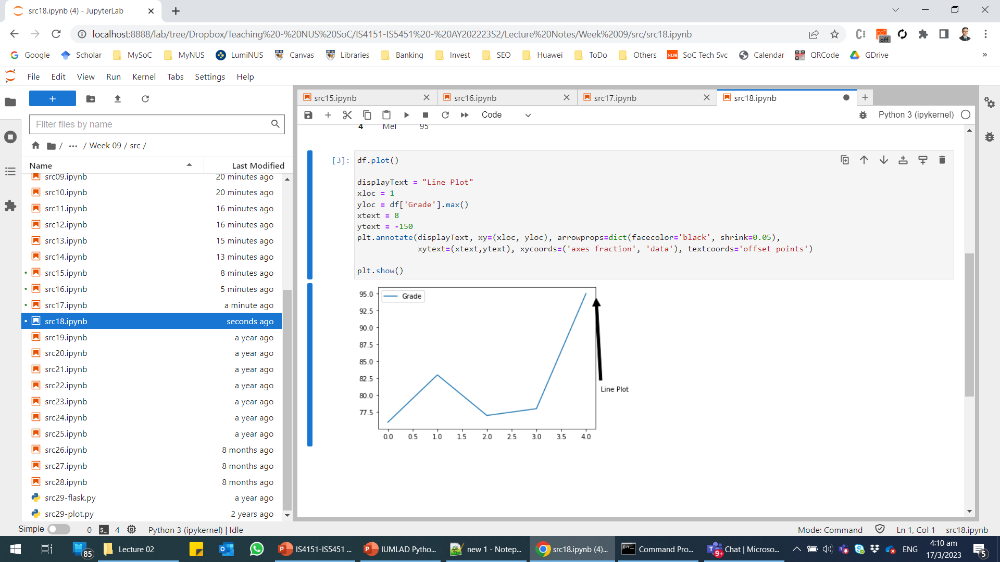 src18.ipynb (4) - JupyterLab
localhost:8888/lab/tree/Dropbox/Teaching%20-%20NUS%20SoC/IS4151-IS5451%20-%20AY202223S2/Lecture%20Notes/Week%2009/src/src18.ipynb
off
Google Scholar MySoC MyNUS LumiNUS Canvas Libraries Banking Invest SEO Huawei ToDo Others NUS SoC Tech Svc Calendar QRCode GDrive »
File Edit View Run Kernel Tabs Settings Help
Filter files by name
/ ··· / Week 09 / src /
Name Last Modified
src09.ipynb 20 minutes ago
src10.ipynb 20 minutes ago
src11.ipynb 16 minutes ago
src12.ipynb 16 minutes ago
src13.ipynb 15 minutes ago
src14.ipynb 13 minutes ago
src15.ipynb 8 minutes ago
src16.ipynb 5 minutes ago
src17.ipynb a minute ago
src18.ipynb seconds ago
src19.ipynb a year ago
src20.ipynb a year ago
src21.ipynb a year ago
src22.ipynb a year ago
src23.ipynb a year ago
src24.ipynb a year ago
src25.ipynb a year ago
src26.ipynb 8 months ago
src27.ipynb 8 months ago
src28.ipynb 8 months ago
src29-flask.py a year ago
src29-plot.py 2 years ago
src15.ipynb src16.ipynb src17.ipynb src18.ipynb
Code Python 3 (ipykernel)
4 Mel 95
[3]: df.plot()
displayText = "Line Plot"
xloc = 1
yloc = df['Grade'].max()
xtext = 8
ytext = -150
plt.annotate(displayText, xy=(xloc, yloc), arrowprops=dict(facecolor='black', shrink=0.05),
xytext=(xtext,ytext), xycoords=('axes fraction', 'data'), textcoords='offset points')
plt.show()
Grade
95.0
92.5
90.0
87.5
85.0
82.5
80.0
77.5
Line Plot
0.0 0.5 1.0 1.5 2.0 2.5 3.0 3.5 4.0
Simple 0 4 Python 3 (ipykernel) | Idle Mode: Command Ln 1, Col 1 src18.ipynb
85 Lecture 02 IS4151-IS5451 ... IUMLAD Pytho... new 1 - Notep... src18.ipynb (4)... Command Pro... 9+ Chat | Microso... ENG
4:10 am
17/3/2023
5